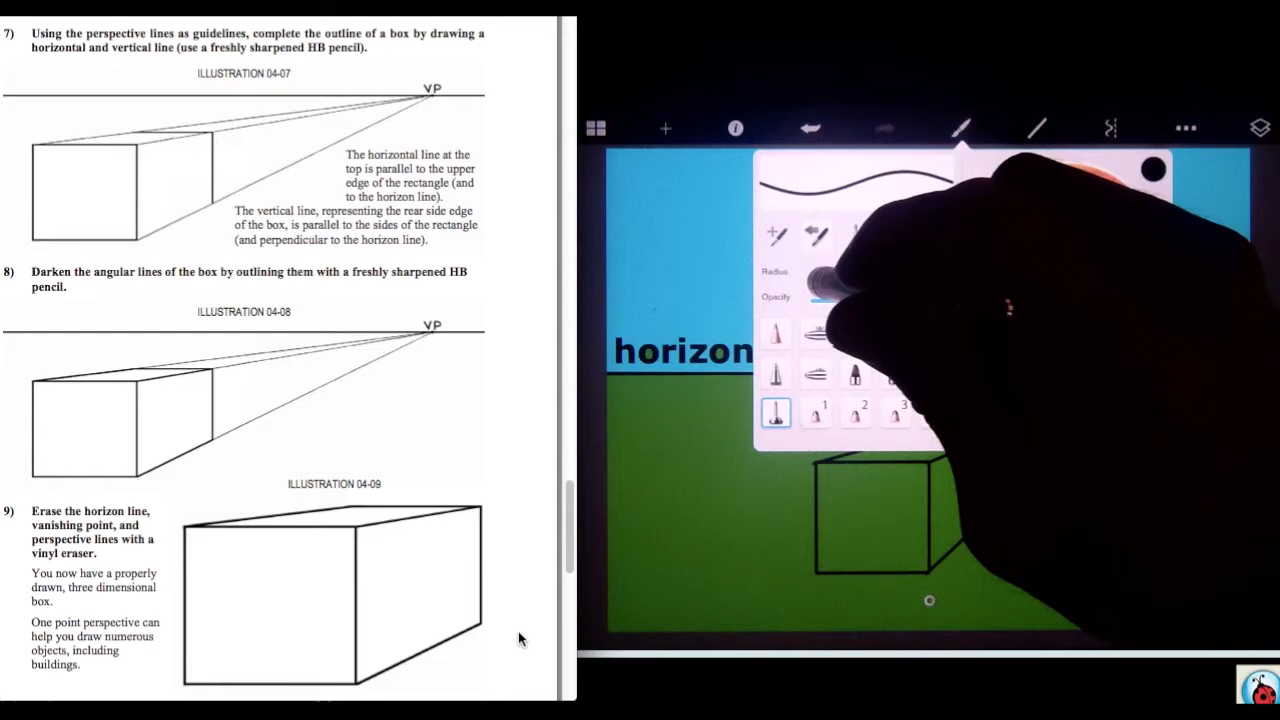 7) Using the perspective lines as guidelines, complete the outline of a box by drawing a
horizontal and vertical line (use a freshly sharpened HB pencil).
ILLUSTRATION 04-07
VP
The horizontal line at the
top is parallel to the upper
edge of the rectangle (and
to the horizon line).
The vertical line, representing the rear side edge
of the box, is parallel to the sides of the rectangle
(and perpendicular to the horizon line).
8) Darken the angular lines of the box by outlining them with a freshly sharpened HB
pencil.
ILLUSTRATION 04-08
VP
ILLUSTRATION 04-09
9) Erase the horizon line,
vanishing point, and
perspective lines with a
vinyl eraser.
You now have a properly
drawn, three dimensional
box.
One point perspective can
help you draw numerous
objects, including
buildings.
Radius
Opacity
horizon
1
2
3